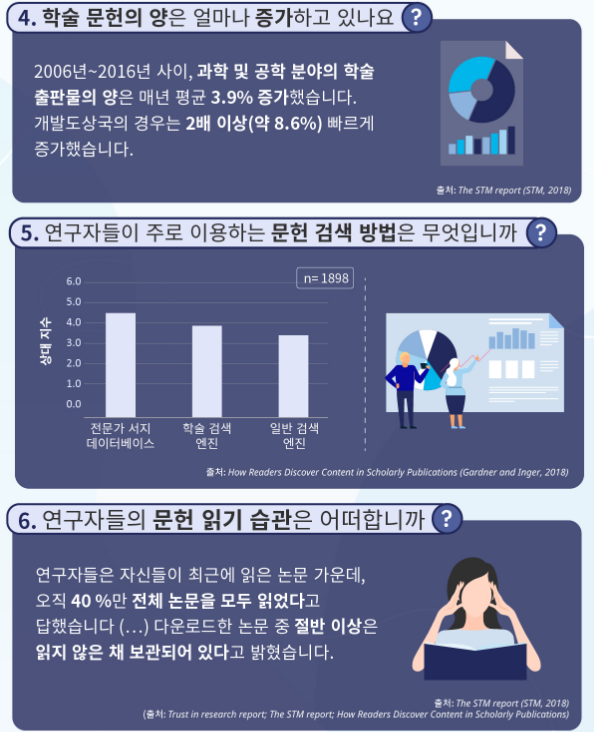 4. 학술 문헌의 양은 얼마나 증가하고 있나요 ?
2006년~2016년 사이, 과학 및 공학 분야의 학술
출판물의 양은 매년 평균 3.9% 증가했습니다.
개발도상국의 경우는 2배 이상(약 8.6%) 빠르게
증가했습니다.
출처: The STM report (STM, 2018)
5. 연구자들이 주로 이용하는 문헌 검색 방법은 무엇입니까 ?
n= 1898
상대 지수
6.0
5.0
4.0
3.0
2.0
1.0
0.0
전문가 서지
데이터베이스
학술 검색
엔진
일반 검색
엔진
출처: How Readers Discover Content in Scholarly Publications (Gardner and Inger, 2018)
6. 연구자들의 문헌 읽기 습관은 어떠합니까 ?
연구자들은 자신들이 최근에 읽은 논문 가운데,
오직 40 %만 전체 논문을 모두 읽었다고
답했습니다 (...) 다운로드한 논문 중 절반 이상은
읽지 않은 채 보관되어 있다고 밝혔습니다.
출처: The STM report (STM, 2018)
(출처: Trust in research report; The STM report; How Readers Discover Content in Scholarly Publications)